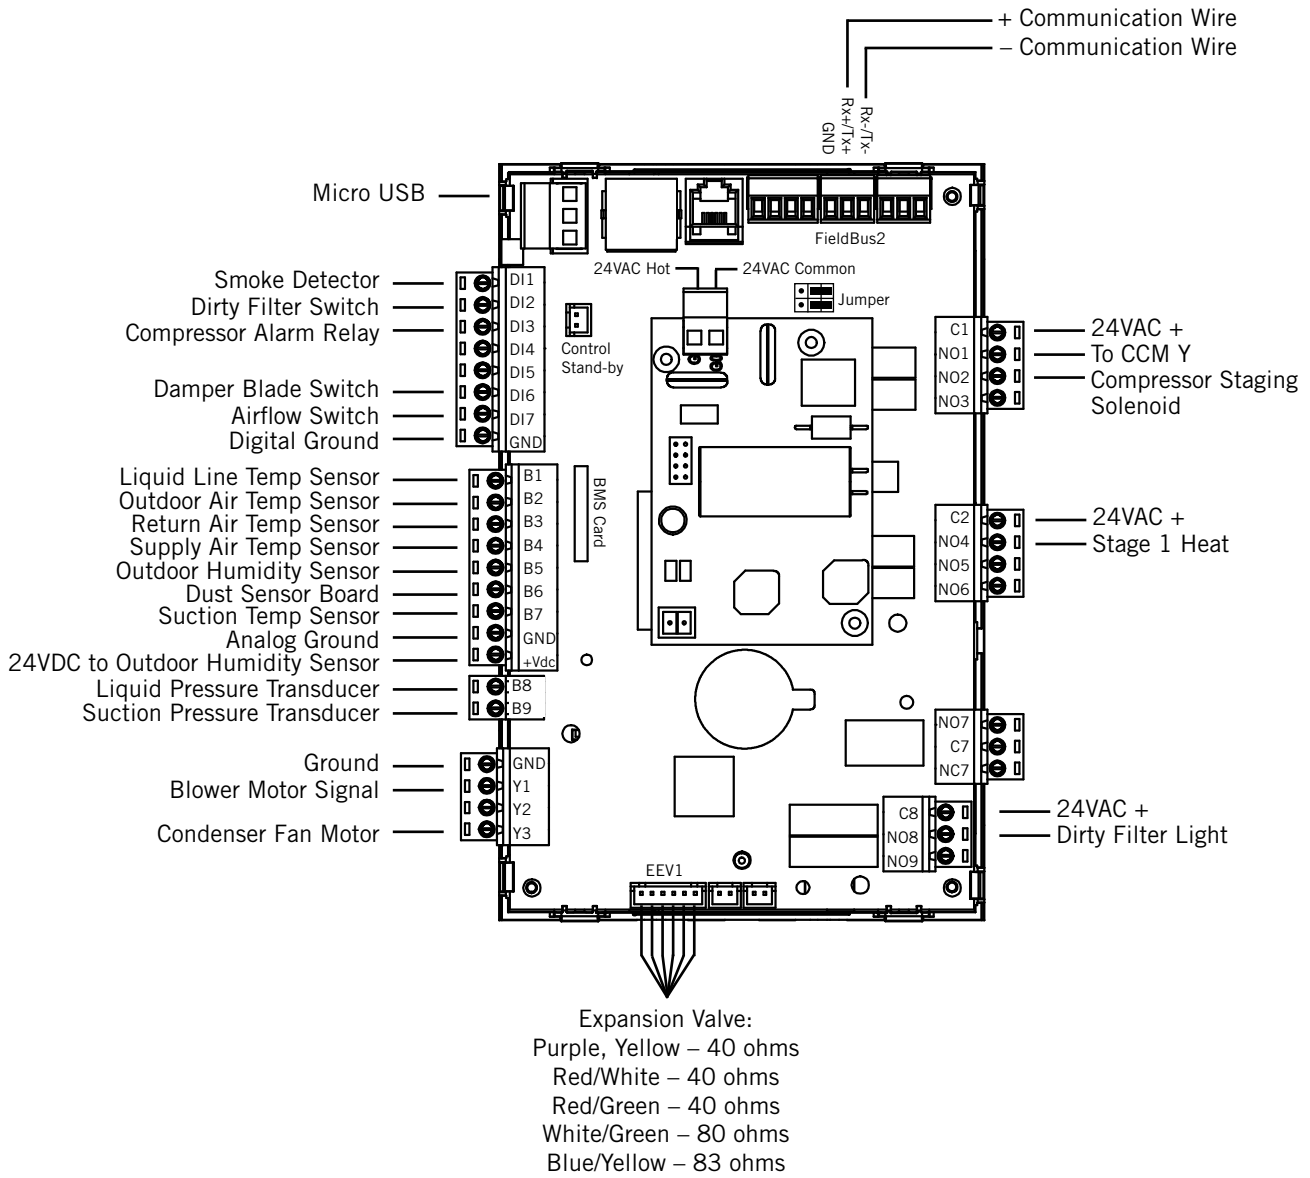 + Communication Wire
– Communication Wire
Rx-/Tx-
Rx+/Tx+
GND
Micro USB
FieldBus2
24VAC Hot
24VAC Common
Jumper
Control
Stand-by
BMS Card
Smoke Detector
Dirty Filter Switch
Compressor Alarm Relay
Damper Blade Switch
Airflow Switch
Digital Ground
DI1
DI2
DI3
DI4
DI5
DI6
DI7
GND
Liquid Line Temp Sensor
Outdoor Air Temp Sensor
Return Air Temp Sensor
Supply Air Temp Sensor
Outdoor Humidity Sensor
Dust Sensor Board
Suction Temp Sensor
Analog Ground
24VDC to Outdoor Humidity Sensor
Liquid Pressure Transducer
Suction Pressure Transducer
B1
B2
B3
B4
B5
B6
B7
GND
+Vdc
B8
B9
Ground
Blower Motor Signal
Condenser Fan Motor
GND
Y1
Y2
Y3
C1
NO1
NO2
NO3
24VAC +
To CCM Y
Compressor Staging
Solenoid
C2
NO4
NO5
NO6
24VAC +
Stage 1 Heat
NO7
C7
NC7
C8
NO8
NO9
24VAC +
Dirty Filter Light
EEV1
Expansion Valve:
Purple, Yellow – 40 ohms
Red/White – 40 ohms
Red/Green – 40 ohms
White/Green – 80 ohms
Blue/Yellow – 83 ohms